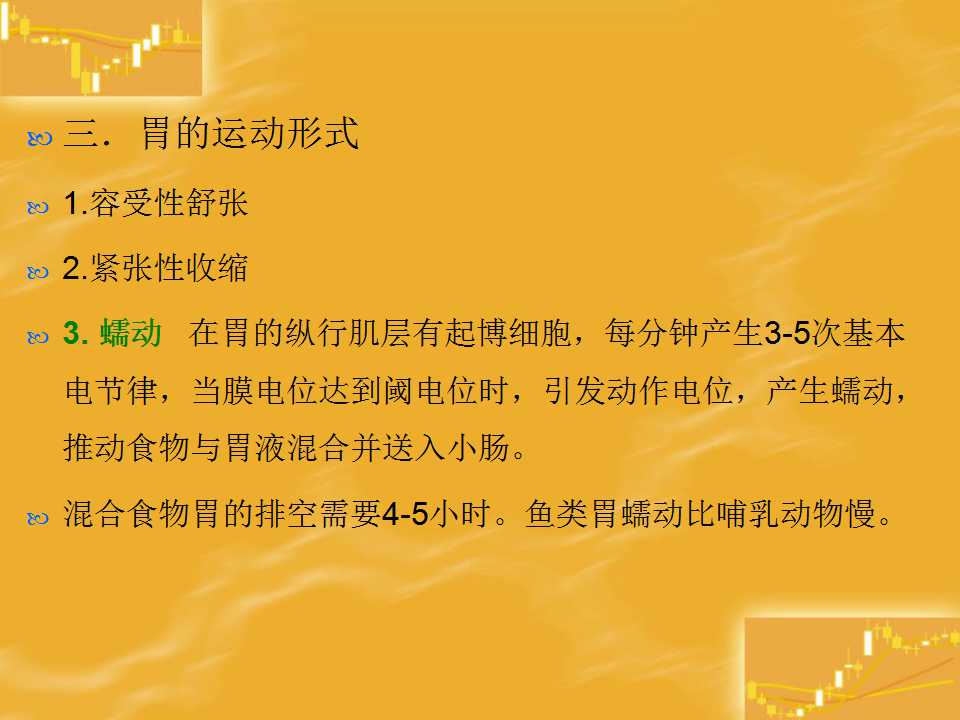 三．胃的运动形式
1.容受性舒张
2.紧张性收缩
3. 蠕动 在胃的纵行肌层有起博细胞，每分钟产生3-5次基本
电节律，当膜电位达到阈电位时，引发动作电位，产生蠕动，
推动食物与胃液混合并送入小肠。
混合食物胃的排空需要4-5小时。鱼类胃蠕动比哺乳动物慢。